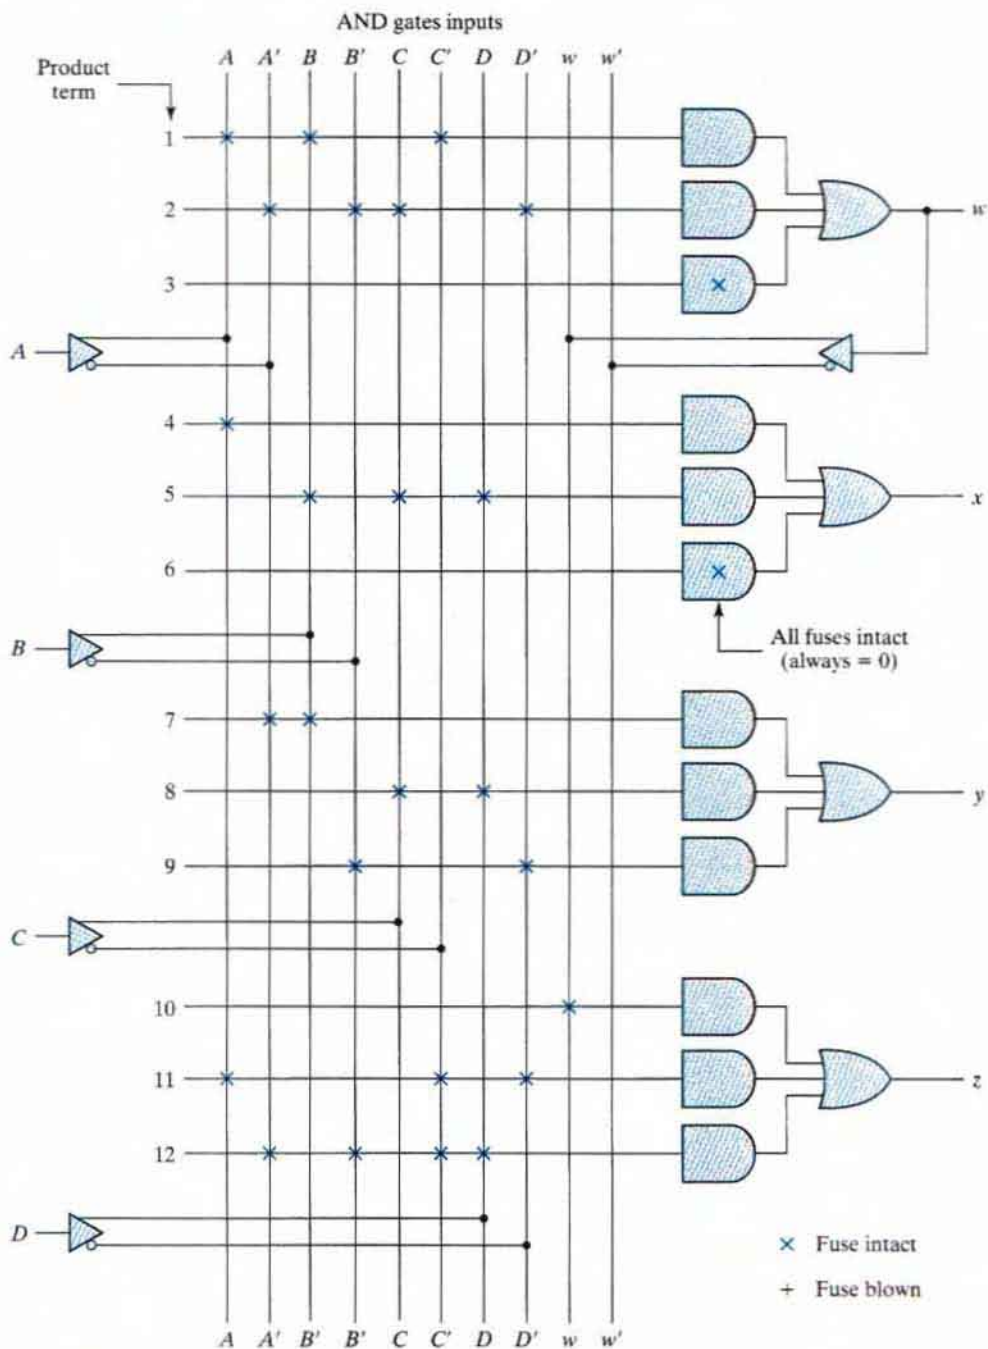 AND gates inputs
A A' B B' C C' D D' w w'
Product
term
1
2
w
3
A
4
5
x
6
B
All fuses intact
(always = 0)
7
8
y
9
C
10
11
z
12
D
× Fuse intact
+ Fuse blown
A A' B' B' C C' D D' w w'